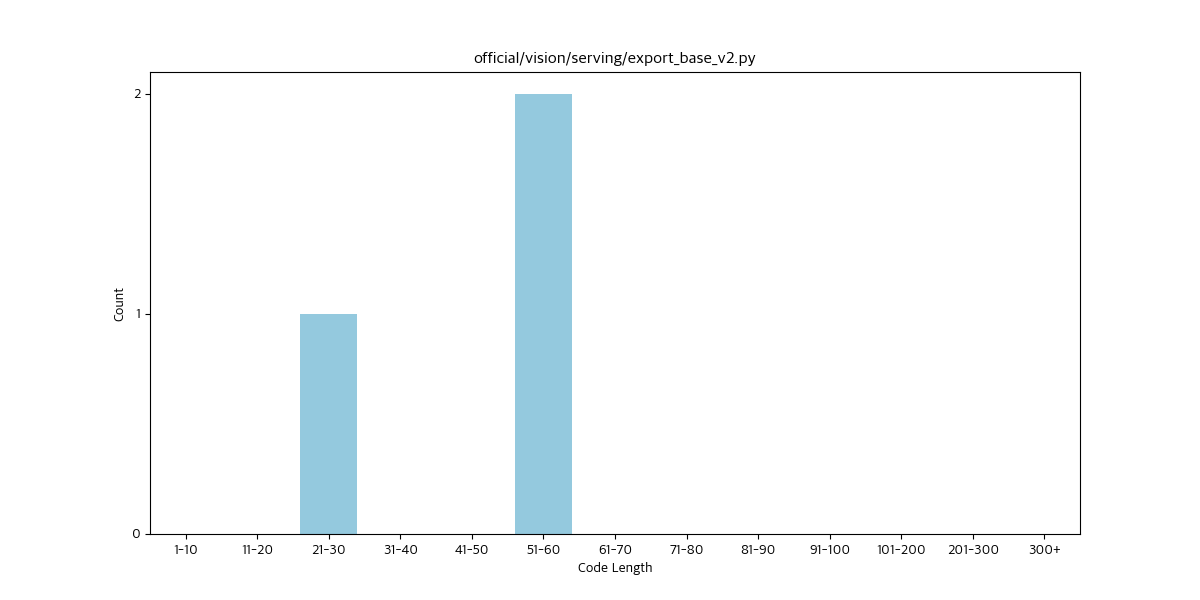 official/vision/serving/export_base_v2.py
Count
2
1
0
1-10 11-20 21-30 31-40 41-50 51-60 61-70 71-80 81-90 91-100 101-200 201-300 300+
Code Length